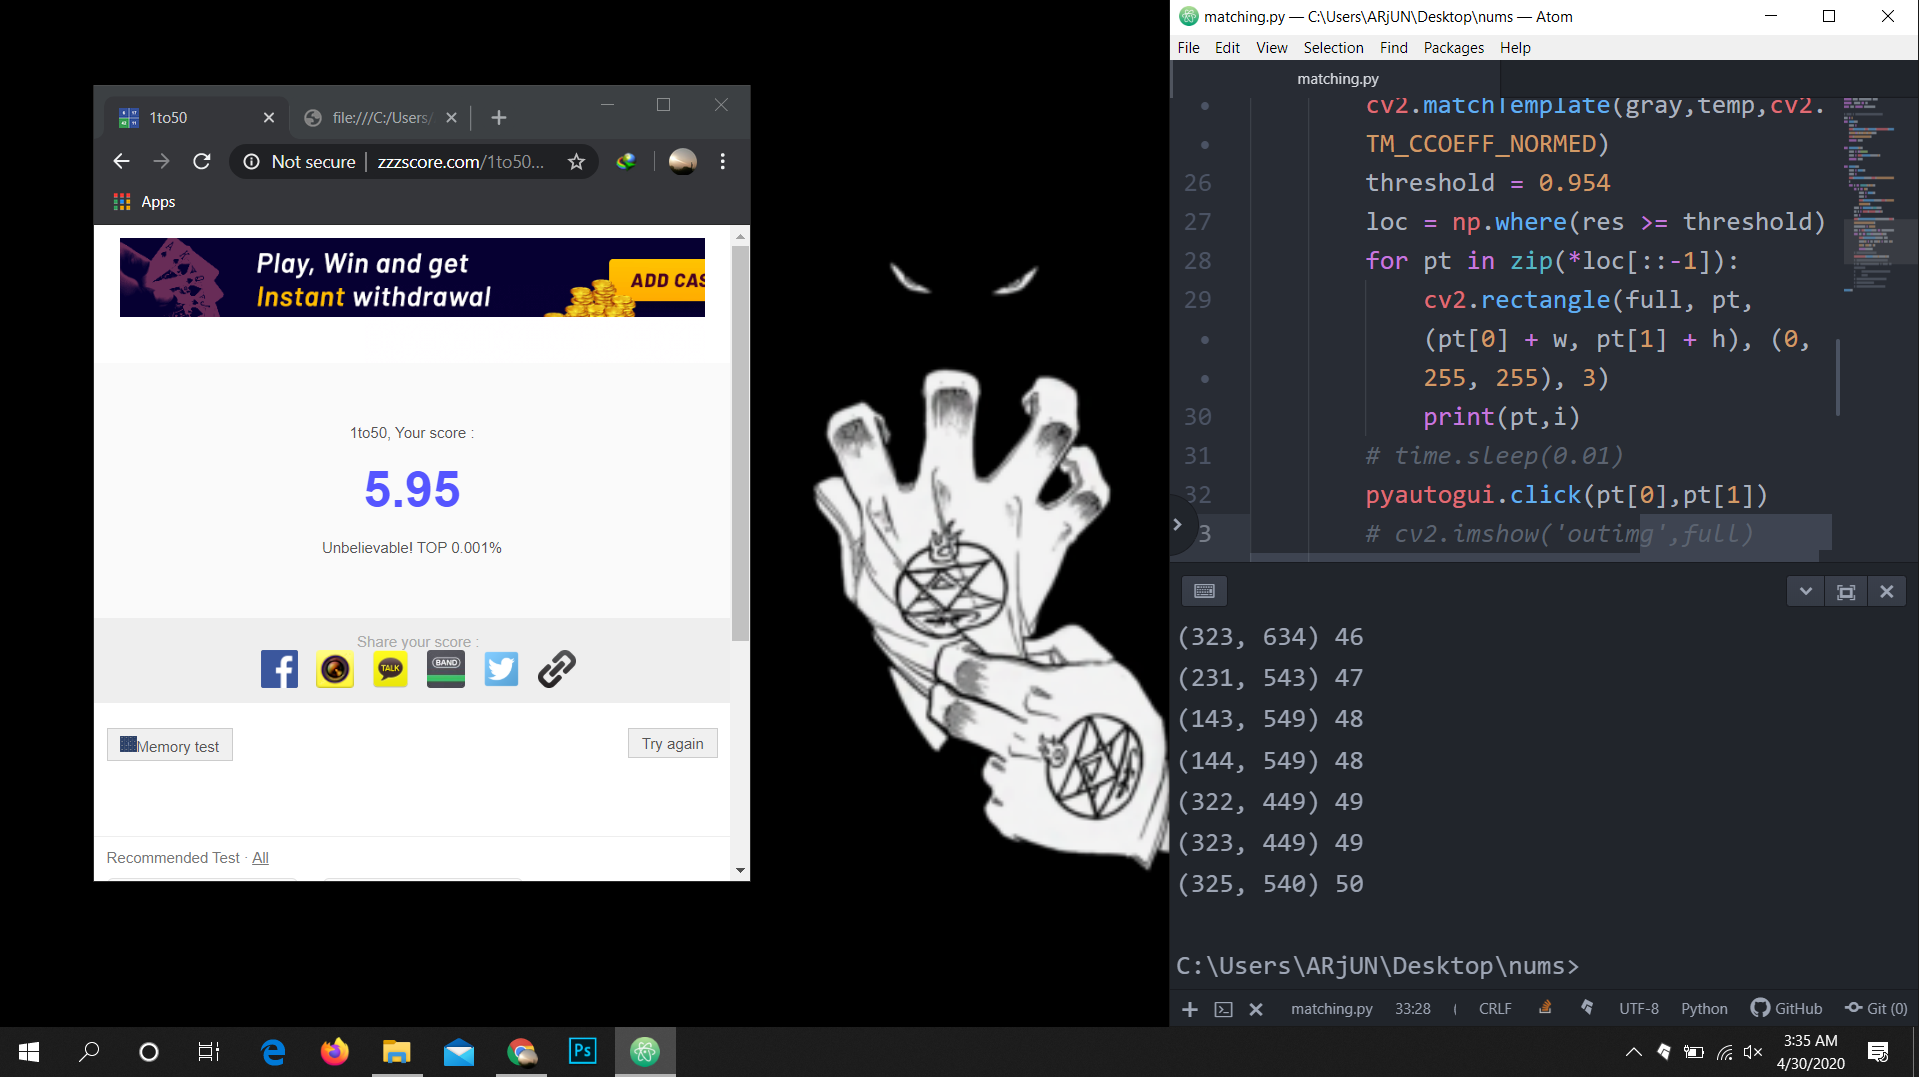 1to50
file:///C:/Users/
Not secure | zzzscore.com/1to50...
Apps
Play, Win and get
Instant withdrawal
ADD CAS
1to50, Your score :
5.95
Unbelievable! TOP 0.001%
Share your score :
TALK
BAND
Memory test
Try again
Recommended Test · All
matching.py — C:\Users\ARjUN\Desktop\nums — Atom
File Edit View Selection Find Packages Help
matching.py
cv2.matchTemplate(gray,temp,cv2.
TM_CCOEFF_NORMED)
26 threshold = 0.954
27 loc = np.where(res >= threshold)
28 for pt in zip(*loc[::-1]):
29 cv2.rectangle(full, pt,
(pt[0] + w, pt[1] + h), (0,
255, 255), 3)
30 print(pt,i)
31 # time.sleep(0.01)
32 pyautogui.click(pt[0],pt[1])
3 # cv2.imshow('outimg',full)
(323, 634) 46
(231, 543) 47
(143, 549) 48
(144, 549) 48
(322, 449) 49
(323, 449) 49
(325, 540) 50
C:\Users\ARjUN\Desktop\nums>
matching.py 33:28 ( CRLF UTF-8 Python GitHub Git (0)
Ps
3:35 AM
4/30/2020